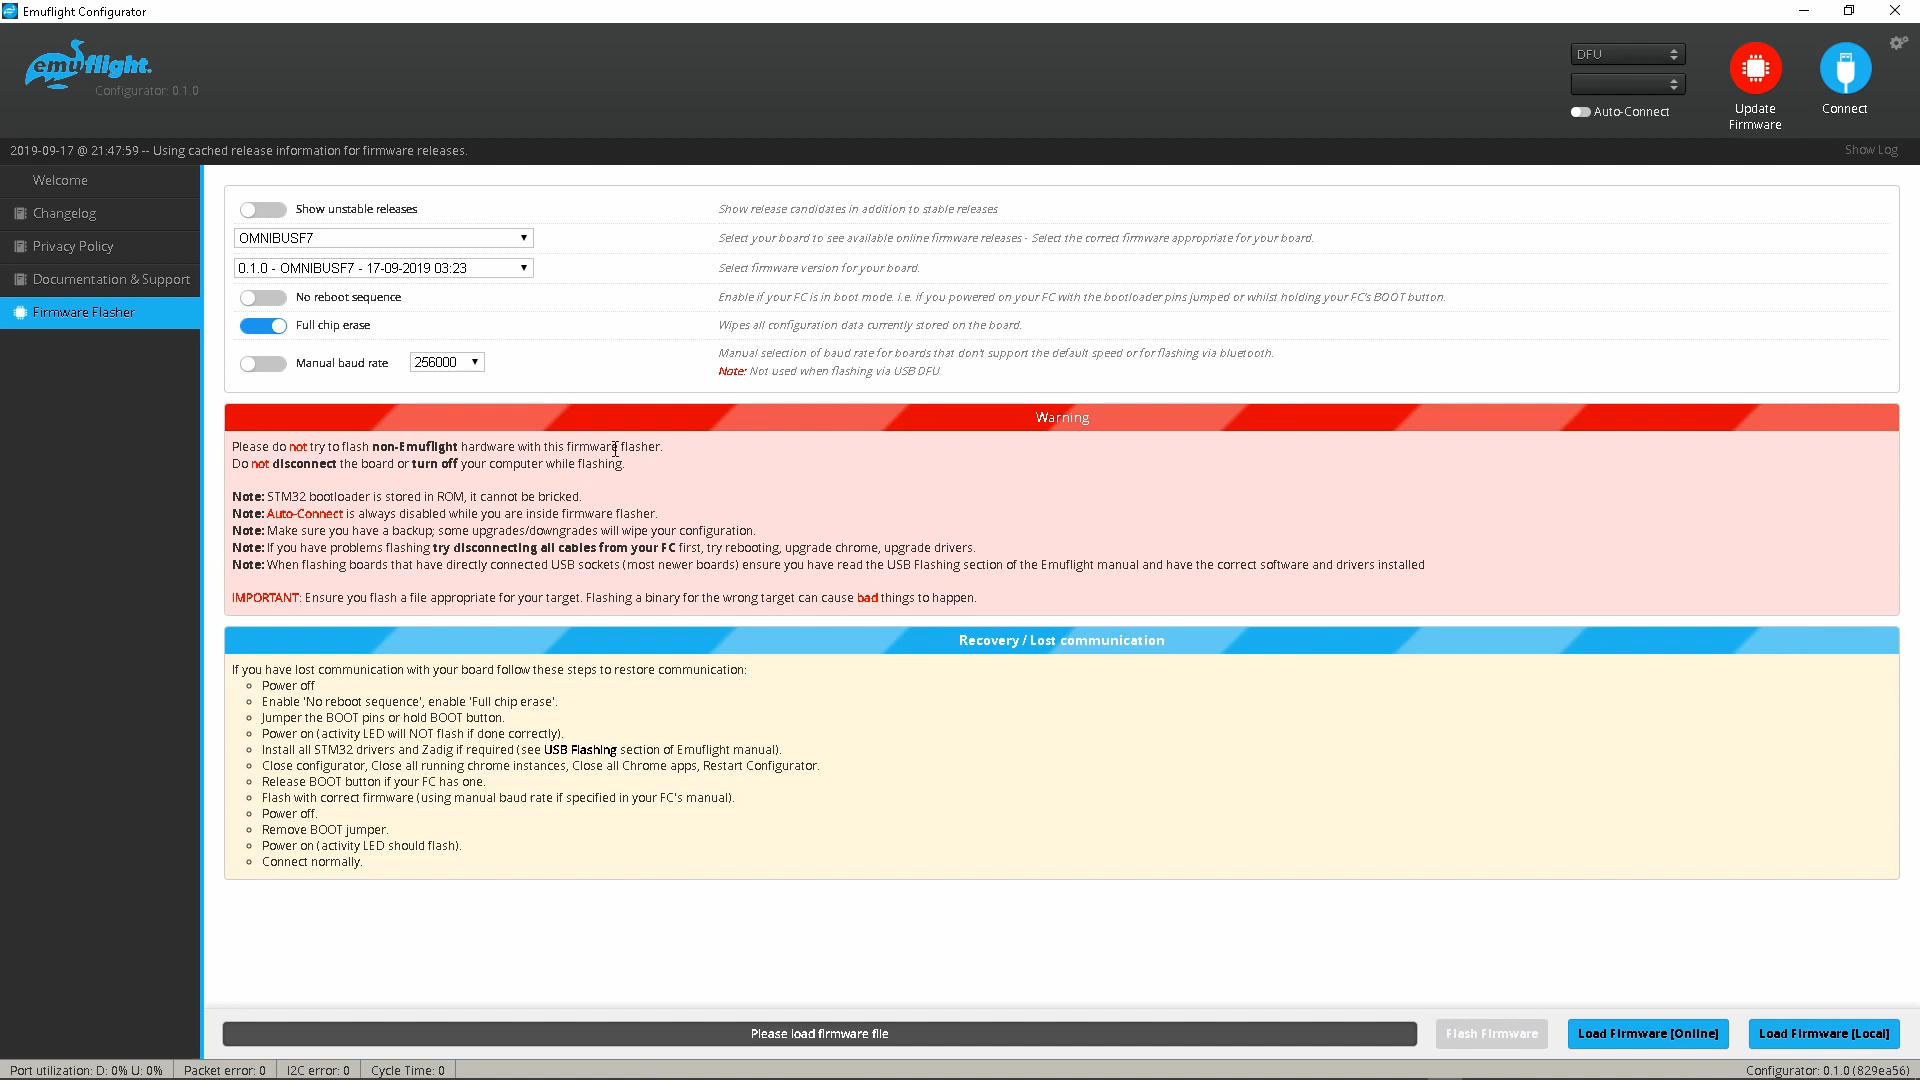 Emuflight Configurator
emuflight.
Configurator: 0.1.0
DFU
Auto-Connect
Update
Firmware
Connect
2019-09-17 @ 21:47:59 -- Using cached release information for firmware releases.
Show Log
Welcome
Changelog
Privacy Policy
Documentation & Support
Firmware Flasher
Show unstable releases
Show release candidates in addition to stable releases
OMNIBUSF7
Select your board to see available online firmware releases - Select the correct firmware appropriate for your board.
0.1.0 - OMNIBUSF7 - 17-09-2019 03:23
Select firmware version for your board.
No reboot sequence
Enable if your FC is in boot mode. i.e. if you powered on your FC with the bootloader pins jumped or whilst holding your FC's BOOT button.
Full chip erase
Wipes all configuration data currently stored on the board.
Manual baud rate
256000
Manual selection of baud rate for boards that don't support the default speed or for flashing via bluetooth.
Note: Not used when flashing via USB DFU
Warning
Please do not try to flash non-Emuflight hardware with this firmware flasher.
Do not disconnect the board or turn off your computer while flashing.
Note: STM32 bootloader is stored in ROM, it cannot be bricked.
Note: Auto-Connect is always disabled while you are inside firmware flasher.
Note: Make sure you have a backup; some upgrades/downgrades will wipe your configuration.
Note: If you have problems flashing try disconnecting all cables from your FC first, try rebooting, upgrade chrome, upgrade drivers.
Note: When flashing boards that have directly connected USB sockets (most newer boards) ensure you have read the USB Flashing section of the Emuflight manual and have the correct software and drivers installed
IMPORTANT: Ensure you flash a file appropriate for your target. Flashing a binary for the wrong target can cause bad things to happen.
Recovery / Lost communication
If you have lost communication with your board follow these steps to restore communication:
Power off
Enable 'No reboot sequence', enable 'Full chip erase'.
Jumper the BOOT pins or hold BOOT button.
Power on (activity LED will NOT flash if done correctly).
Install all STM32 drivers and Zadig if required (see USB Flashing section of Emuflight manual).
Close configurator, Close all running chrome instances, Close all Chrome apps, Restart Configurator.
Release BOOT button if your FC has one.
Flash with correct firmware (using manual baud rate if specified in your FC's manual).
Power off.
Remove BOOT jumper.
Power on (activity LED should flash).
Connect normally.
Please load firmware file
Flash Firmware
Load Firmware [Online]
Load Firmware [Local]
Port utilization: D: 0% U: 0%
Packet error: 0
I2C error: 0
Cycle Time: 0
Configurator: 0.1.0 (829ea56)